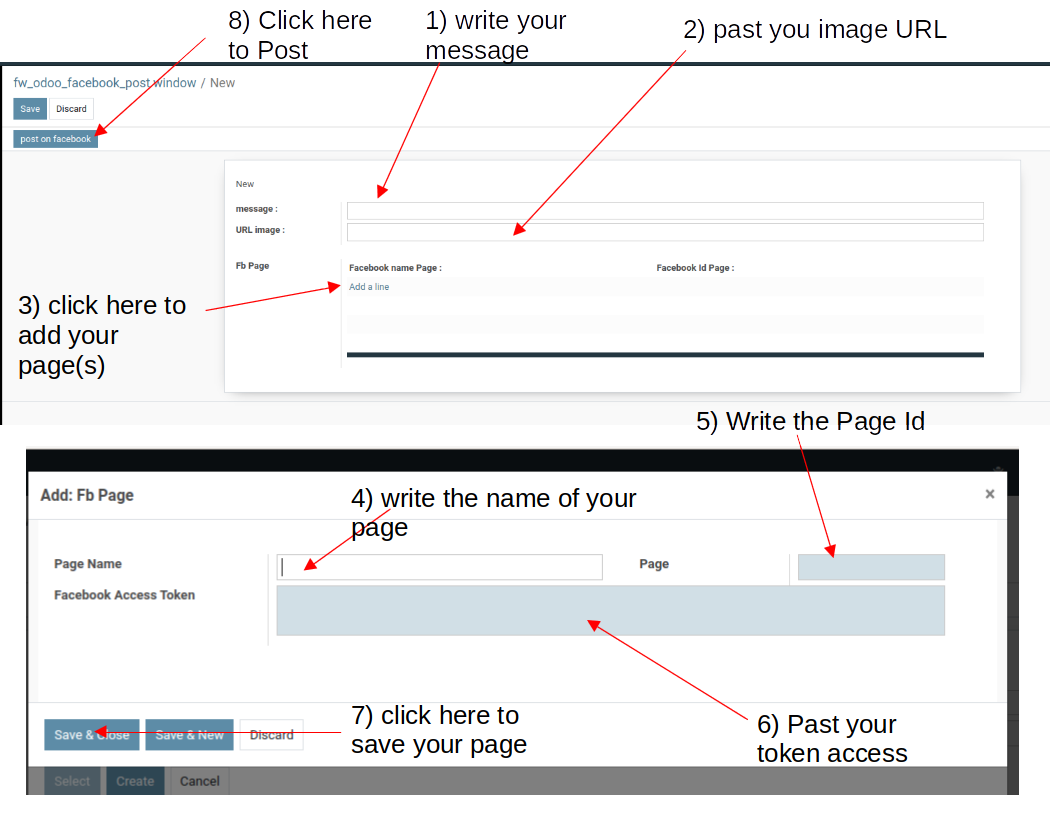 8) Click here
to Post
1) write your
message
2) past you image URL
fw_odoo_facebook_post.window / New
Save
Discard
post on facebook
New
message :
URL image :
Fb Page
Facebook name Page :
Facebook Id Page :
Add a line
3) click here to
add your
page(s)
5) Write the Page Id
Add: Fb Page
×
4) write the name of your
page
Page Name
Page
Facebook Access Token
7) click here to
save your page
6) Past your
token access
Save & Close
Save & New
Discard
Select
Create
Cancel